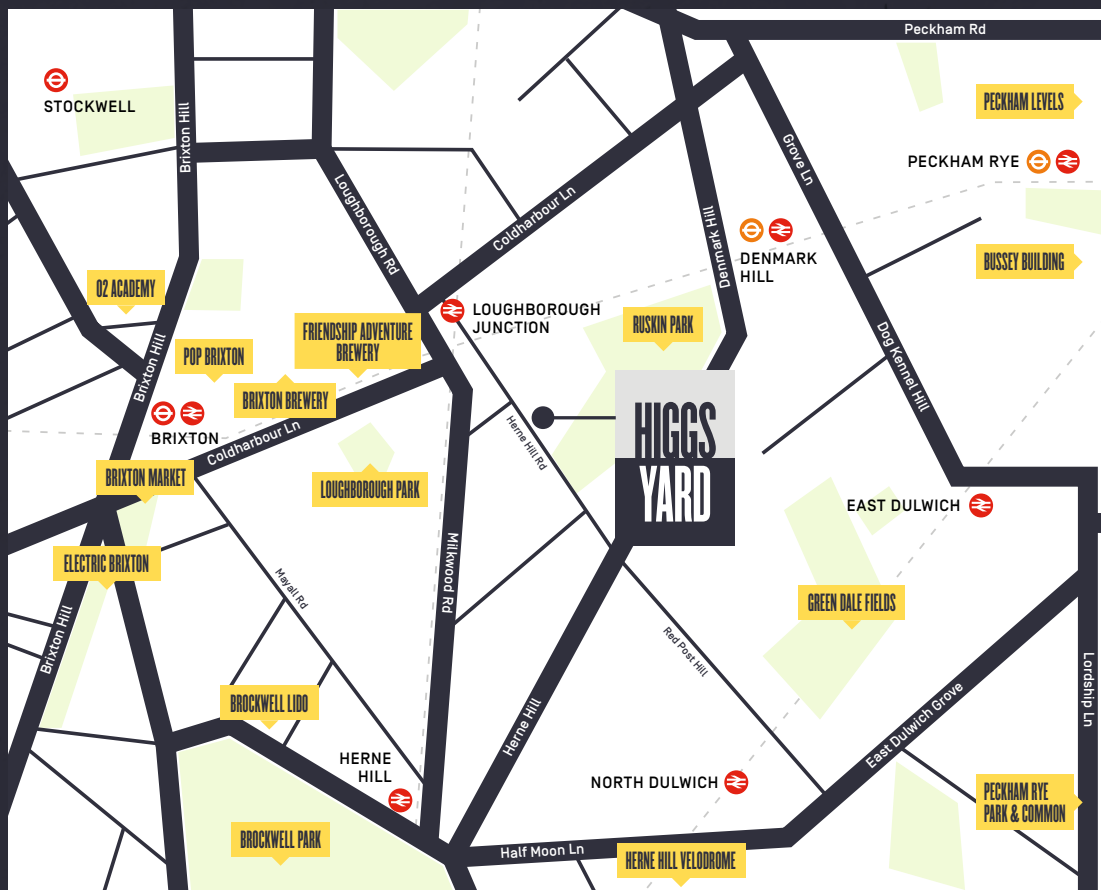 Peckham Rd
STOCKWELL
Brixton Hill
PECKHAM LEVELS
PECKHAM RYE
Grove Ln
Loughborough Rd
Coldharbour Ln
Denmark Hill
DENMARK
HILL
BUSSEY BUILDING
O2 ACADEMY
LOUGHBOROUGH
JUNCTION
RUSKIN PARK
FRIENDSHIP ADVENTURE
BREWERY
POP BRIXTON
Brixton Hill
Dog Kennel Hill
BRIXTON BREWERY
BRIXTON
Coldharbour Ln
Herne Hill Rd
HIGGS
YARD
BRIXTON MARKET
LOUGHBOROUGH PARK
EAST DULWICH
ELECTRIC BRIXTON
Mayall Rd
Milkwood Rd
GREEN DALE FIELDS
Brixton Hill
Red Post Hill
Lordship Ln
BROCKWELL LIDO
Herne Hill
East Dulwich Grove
HERNE
HILL
NORTH DULWICH
PECKHAM RYE
PARK & COMMON
BROCKWELL PARK
Half Moon Ln
HERNE HILL VELODROME